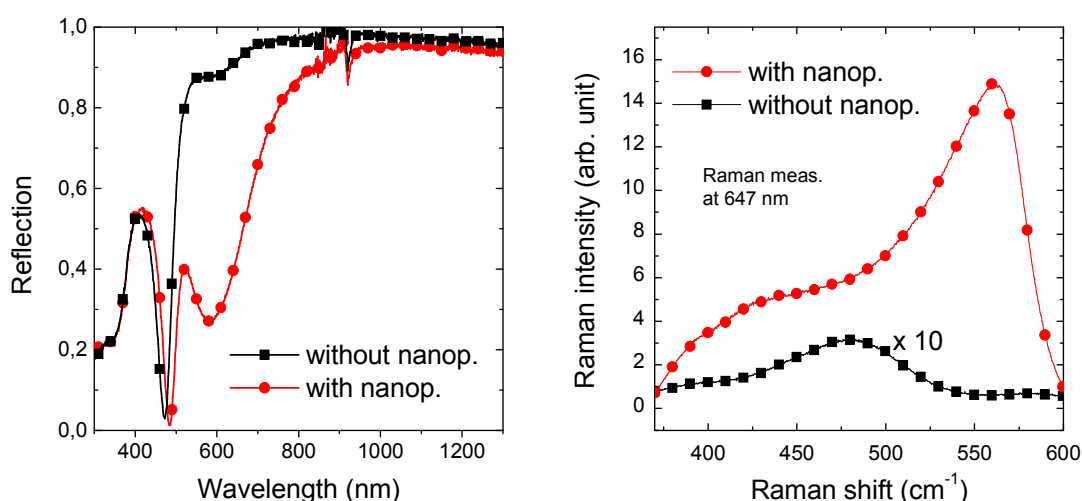 1,0
0,8
0,6
0,4
0,2
0,0
Reflection
400
600
800
1000
1200
Wavelength (nm)
without nanop.
with nanop.
16
14
12
10
8
6
4
2
0
Raman intensity (arb. unit)
with nanop.
without nanop.
Raman meas.
at 647 nm
x 10
400
450
500
550
600
Raman shift (cm⁻¹)